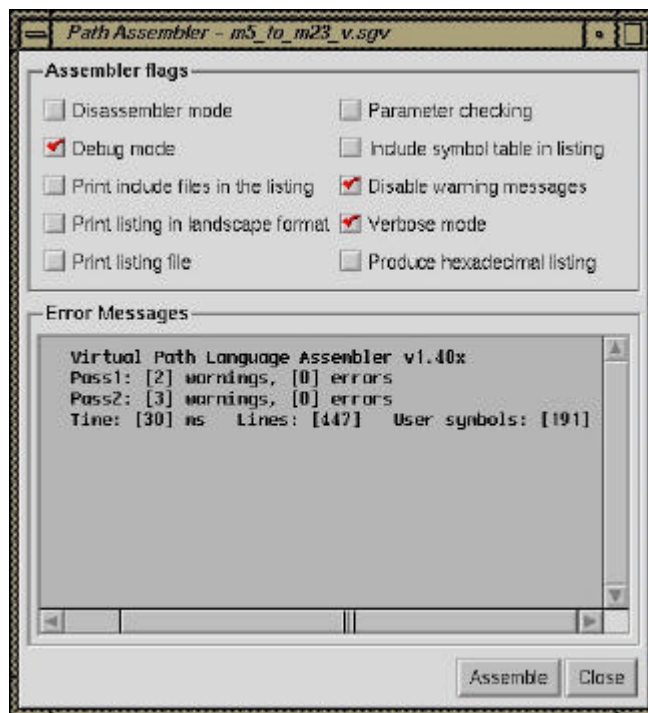 Path Assembler - m5_to_m23_v.sgv
Assembler flags
Disassembler mode
Parameter checking
Debug mode
Include symbol table in listing
Print include files in the listing
Disable warning messages
Print listing in landscape format
Verbose mode
Print listing file
Produce hexadecimal listing
Error Messages
Virtual Path Language Assembler v1.40x
Pass1: [2] warnings, [0] errors
Pass2: [3] warnings, [0] errors
Time: [30] ms Lines: [447] User symbols: [191]
Assemble
Close